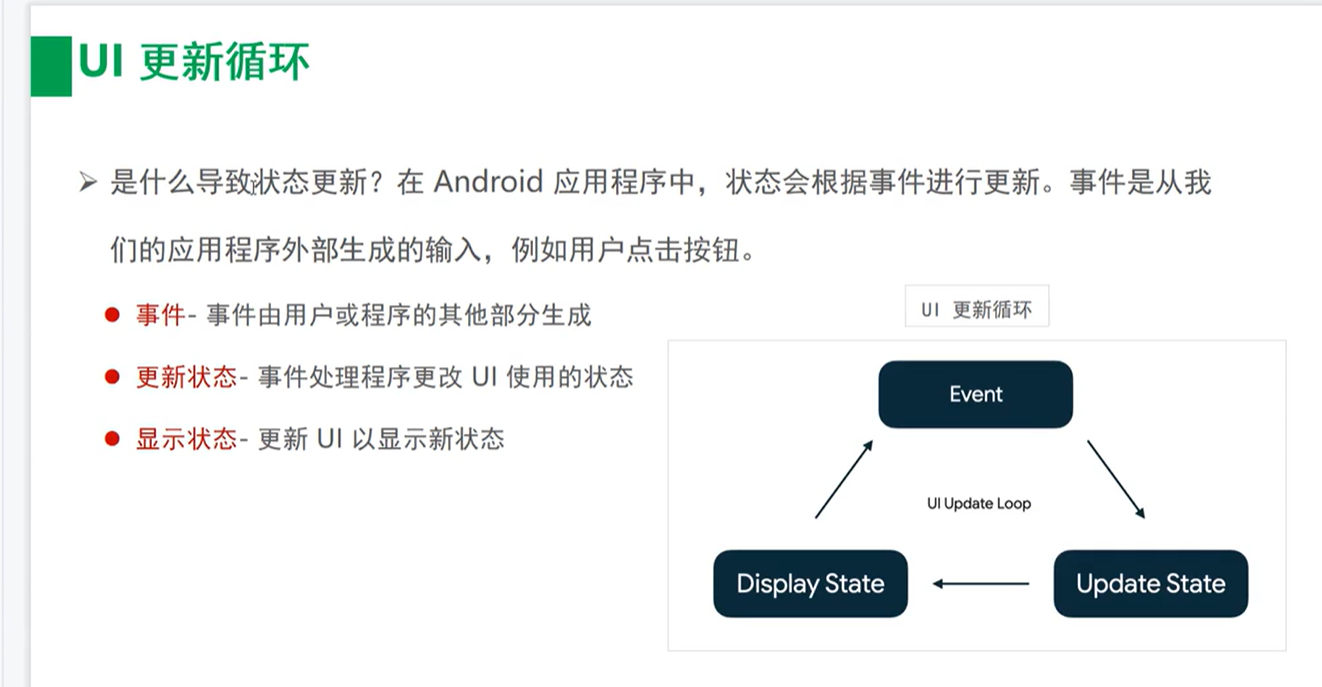 UI 更新循环
是什么导致状态更新？在 Android 应用程序中，状态会根据事件进行更新。事件是从我
们的应用程序外部生成的输入，例如用户点击按钮。
事件- 事件由用户或程序的其他部分生成
更新状态- 事件处理程序更改 UI 使用的状态
显示状态- 更新 UI 以显示新状态
UI 更新循环
Event
UI Update Loop
Display State
Update State